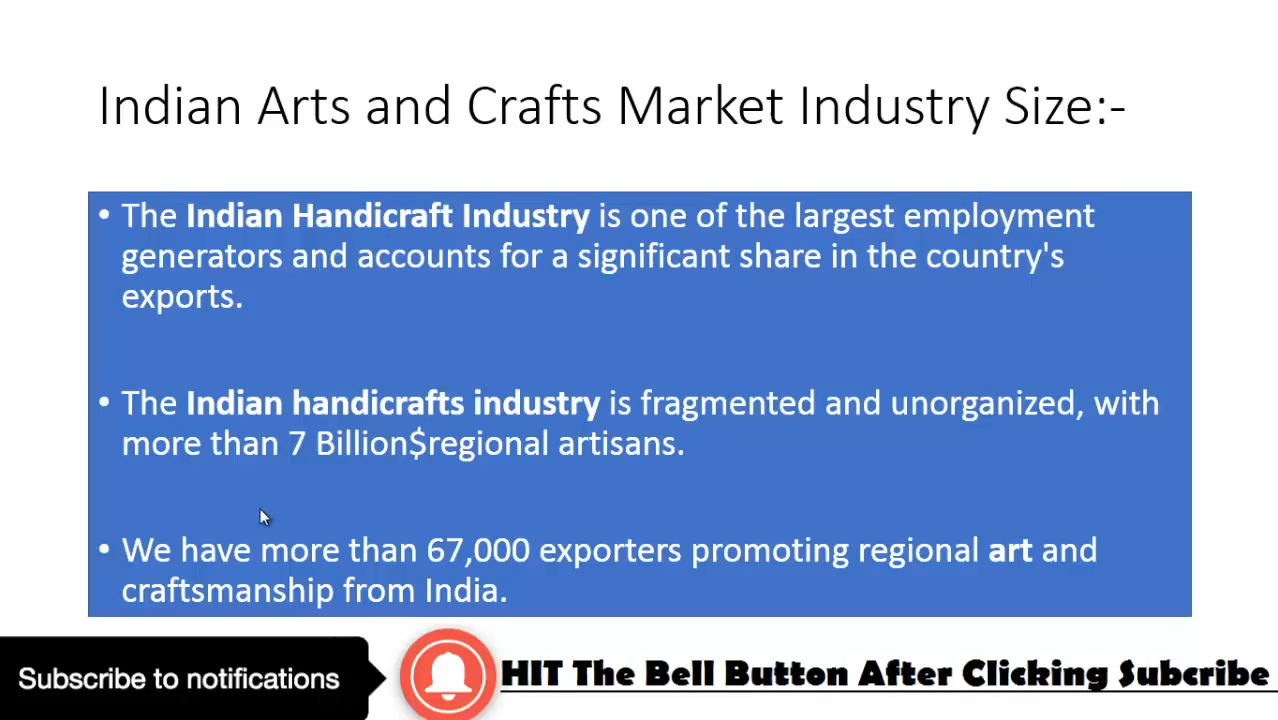 Indian Arts and Crafts Market Industry Size:-
• The Indian Handicraft Industry is one of the largest employment
generators and accounts for a significant share in the country's
exports.
• The Indian handicrafts industry is fragmented and unorganized, with
more than 7 Billion$regional artisans.
• We have more than 67,000 exporters promoting regional art and
craftsmanship from India.
Subscribe to notifications
HIT The Bell Button After Clicking Subcribe